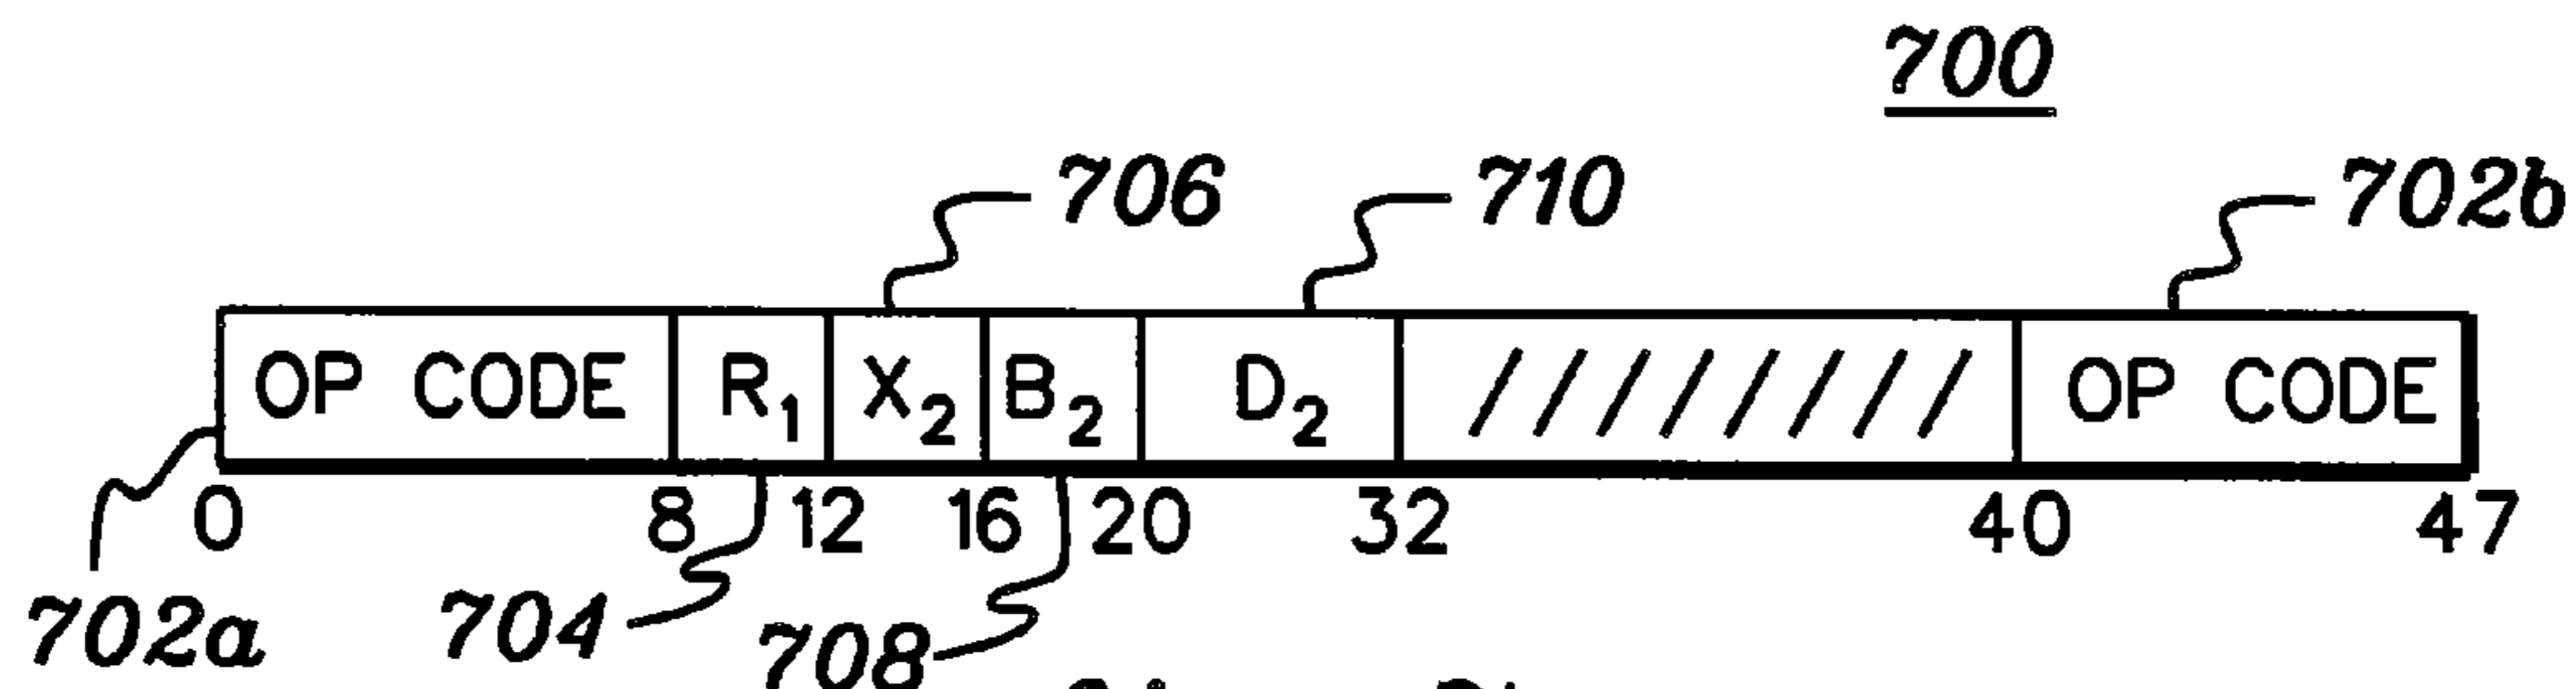 700
706 710 702b
OP CODE R₁ X₂ B₂ D₂ //////// OP CODE
0 8 12 16 20 32 40 47
702a 704 708